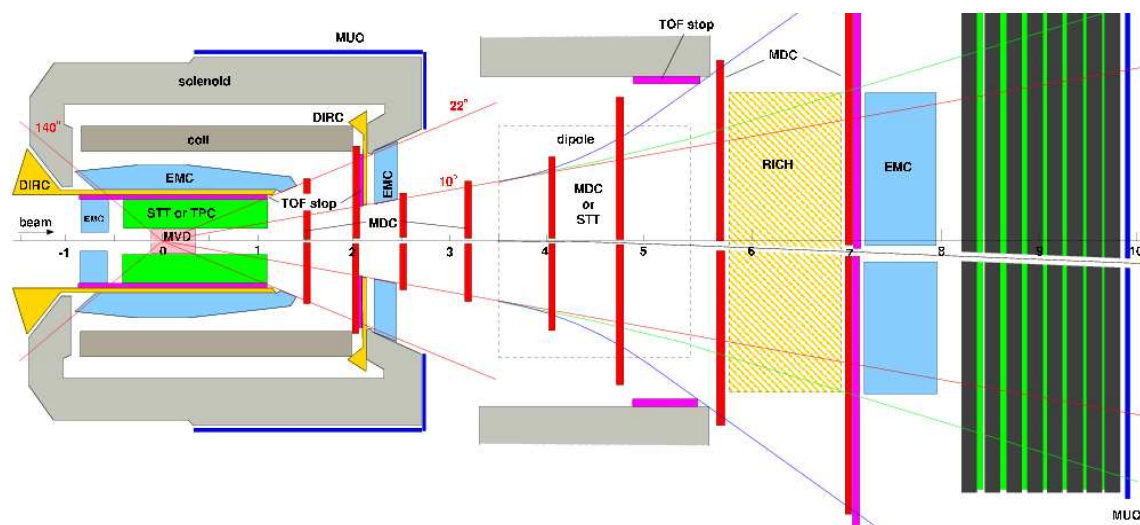 TOF stop
MUO
MDC
solenoid
22°
DIRC
140°
coil
dipole
RICH
EMC
DIRC
EMC
EMC
10°
TOF stop
MDC
or
STT
STT or TPC
EMC
beam
MVD
MDC
-1 0 1 2 3 4 5 6 7 8 9 10
MUO